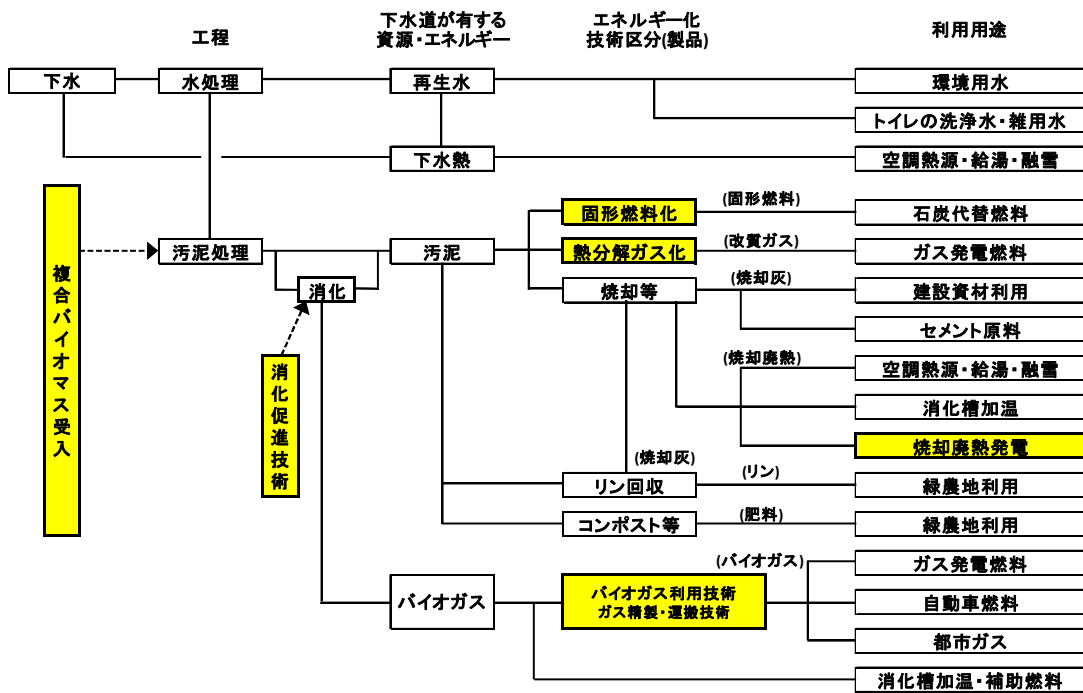 工程
下水道が有する
資源・エネルギー
エネルギー化
技術区分(製品)
利用用途
下水
水処理
再生水
環境用水
トイレの洗浄水・雑用水
下水熱
空調熱源・給湯・融雪
複合バイオマス受入
固形燃料化
(固形燃料)
石炭代替燃料
汚泥処理
汚泥
熱分解ガス化
(改質ガス)
ガス発電燃料
消化
焼却等
(焼却灰)
建設資材利用
セメント原料
消化促進技術
(焼却廃熱)
空調熱源・給湯・融雪
消化槽加温
焼却廃熱発電
(焼却灰)
リン回収
(リン)
緑農地利用
コンポスト等
(肥料)
緑農地利用
(バイオガス)
ガス発電燃料
バイオガス
バイオガス利用技術
ガス精製・運搬技術
自動車燃料
都市ガス
消化槽加温・補助燃料